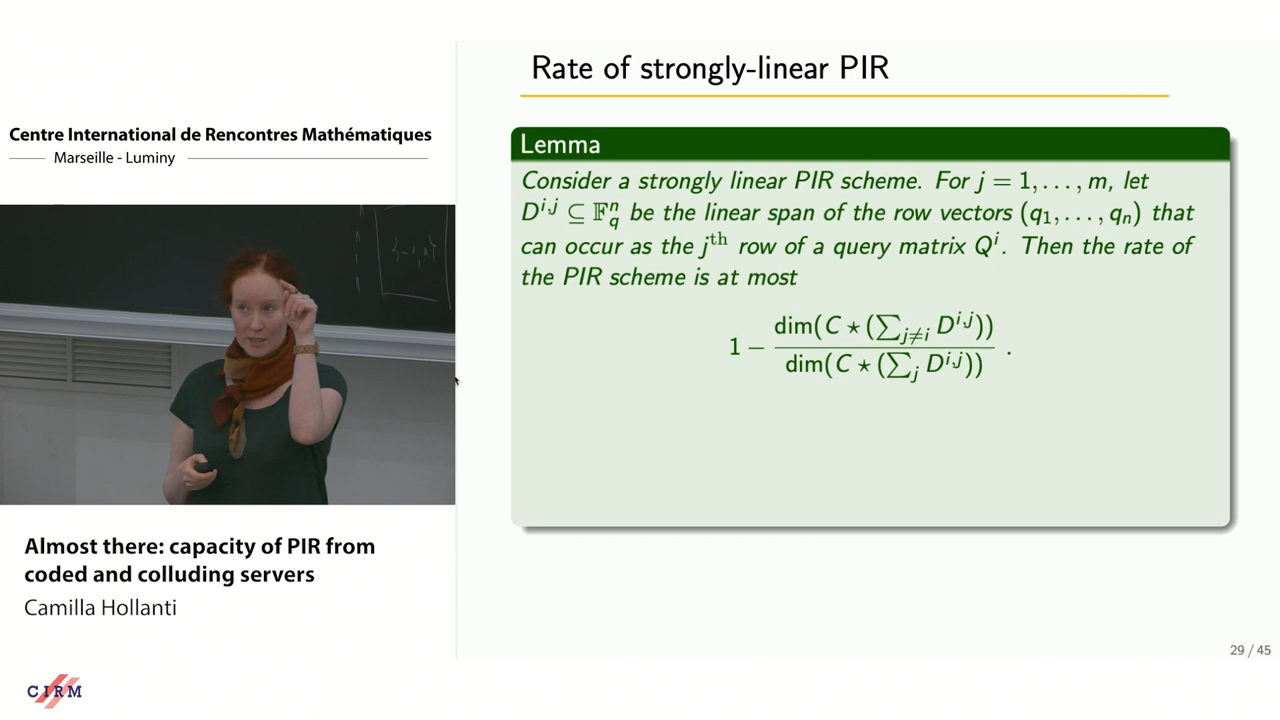 Centre International de Rencontres Mathématiques
Marseille - Luminy
Almost there: capacity of PIR from
coded and colluding servers
Camilla Hollanti
CIRM
Rate of strongly-linear PIR
Lemma
Consider a strongly linear PIR scheme. For j = 1, . . . , m, let
D^{i,j} ⊆ 𝔽_q^n be the linear span of the row vectors (q_1, . . . , q_n) that
can occur as the j^th row of a query matrix Q^i. Then the rate of
the PIR scheme is at most
1 − dim(C ⋆ (∑_{j≠i} D^{i,j})) / dim(C ⋆ (∑_j D^{i,j})) .
29 / 45